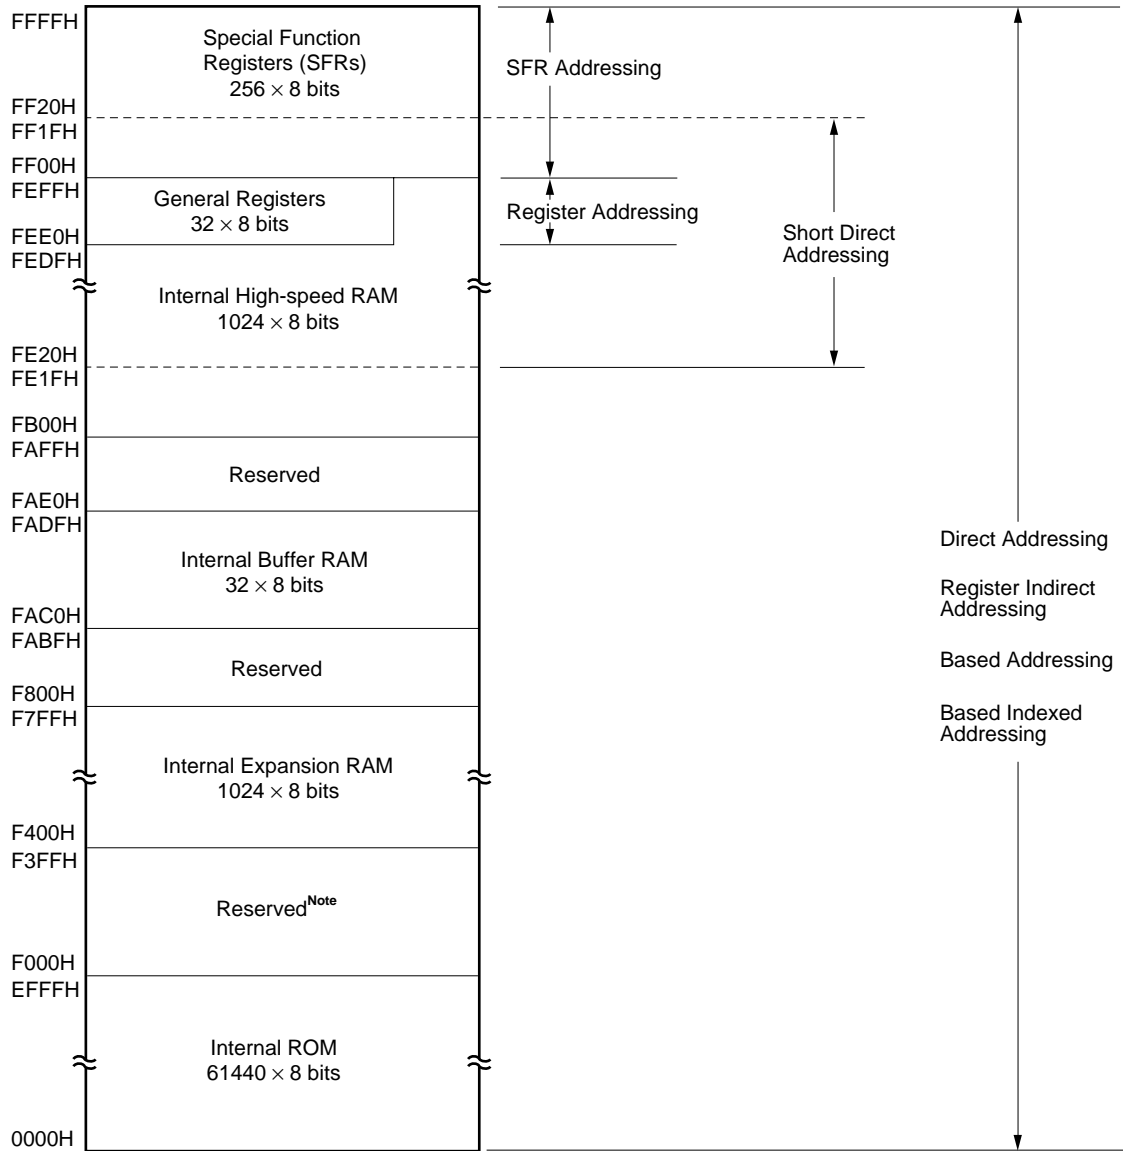 FFFFH
Special Function
Registers (SFRs)
256 × 8 bits
SFR Addressing
FF20H
FF1FH
FF00H
FEFFH
General Registers
32 × 8 bits
Register Addressing
Short Direct
Addressing
FEE0H
FEDFH
Internal High-speed RAM
1024 × 8 bits
FE20H
FE1FH
FB00H
FAFFH
Reserved
FAE0H
FADFH
Internal Buffer RAM
32 × 8 bits
Direct Addressing
Register Indirect
Addressing
Based Addressing
Based Indexed
Addressing
FAC0H
FABFH
Reserved
F800H
F7FFH
Internal Expansion RAM
1024 × 8 bits
F400H
F3FFH
Reserved Note
F000H
EFFFH
Internal ROM
61440 × 8 bits
0000H